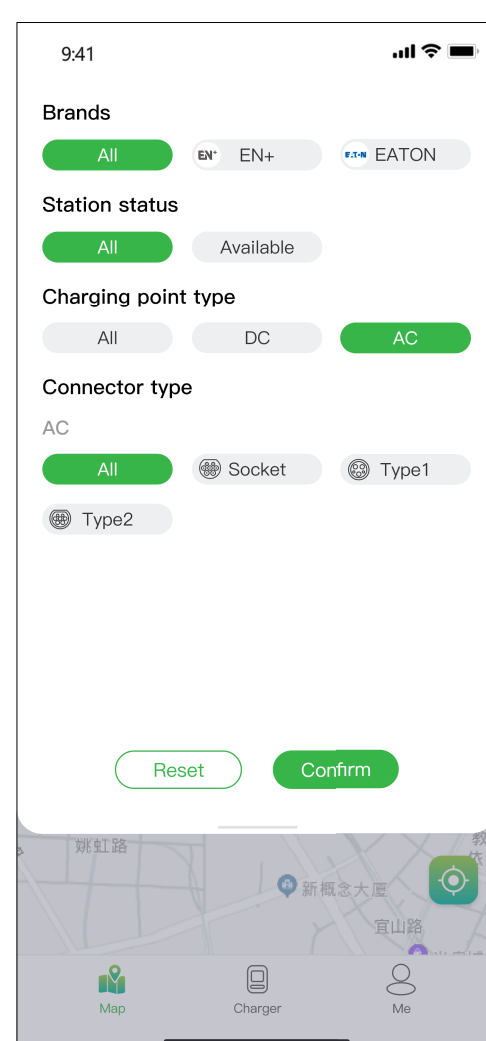 9:41
Brands
All
EN+ EN+
EATON EATON
Station status
All
Available
Charging point type
All
DC
AC
Connector type
AC
All
Socket
Type1
Type2
Reset
Confirm
姚虹路
新概念大厦
宜山路
Map
Charger
Me